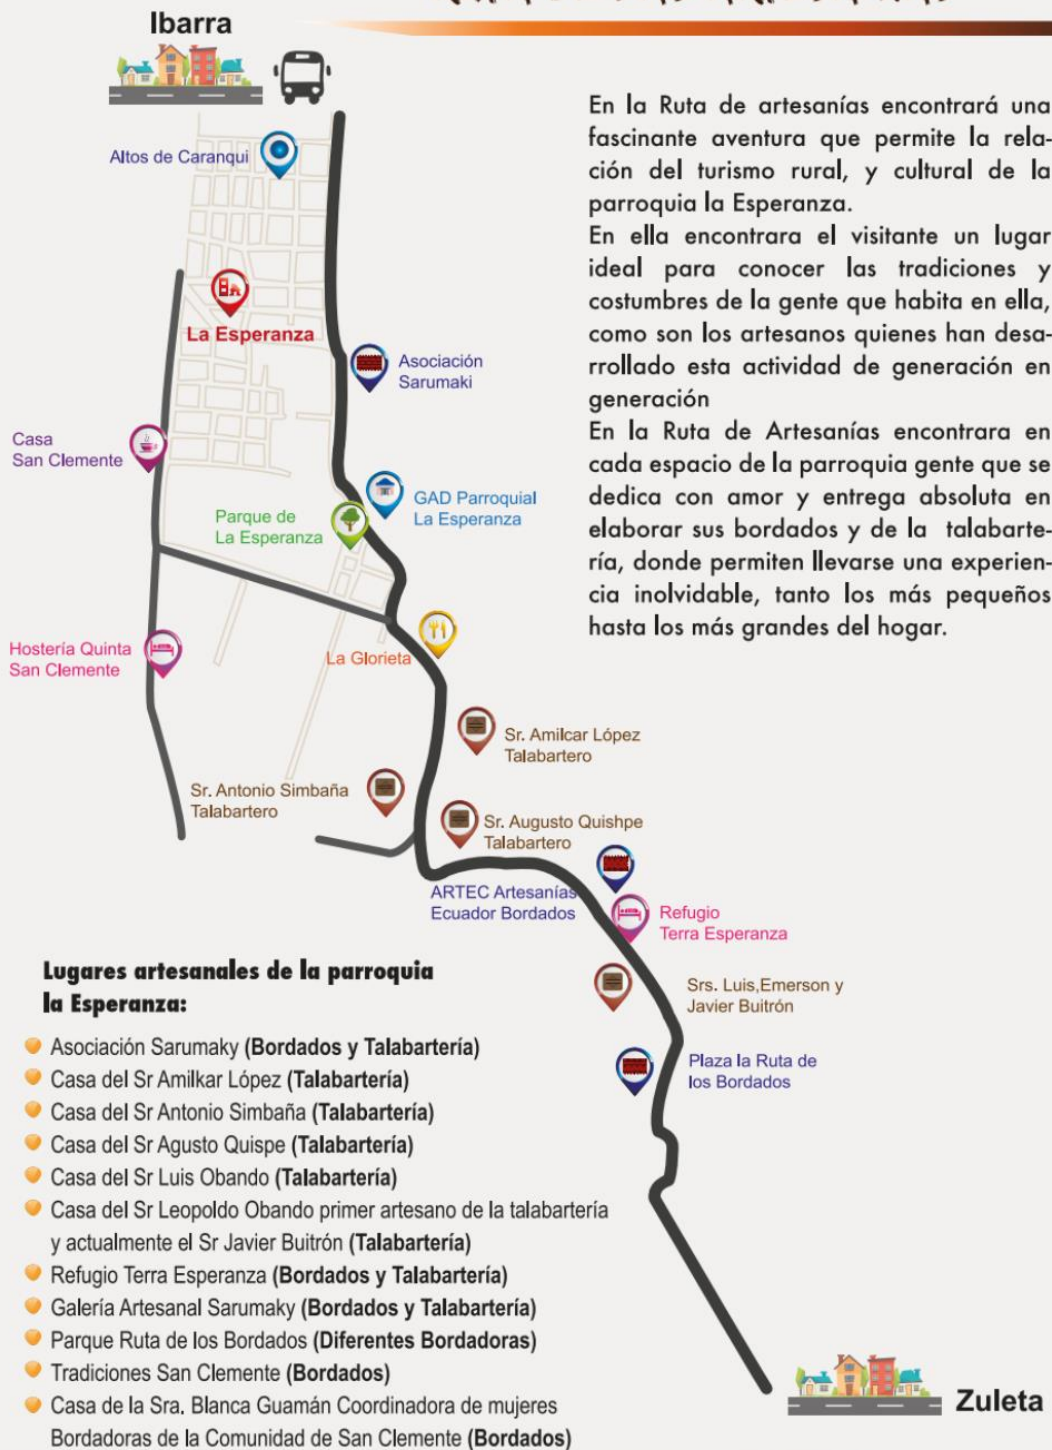 Ibarra
Altos de Caranqui
La Esperanza
Asociación
Sarumaki
Casa
San Clemente
GAD Parroquial
La Esperanza
Parque de
La Esperanza
Hostería Quinta
San Clemente
La Glorieta
Sr. Amilcar López
Talabartero
Sr. Antonio Simbaña
Talabartero
Sr. Augusto Quishpe
Talabartero
ARTEC Artesanías
Ecuador Bordados
Refugio
Terra Esperanza
Srs. Luis,Emerson y
Javier Buitrón
Plaza la Ruta de
los Bordados
Zuleta
En la Ruta de artesanías encontrará una
fascinante aventura que permite la rela-
ción del turismo rural, y cultural de la
parroquia la Esperanza.
En ella encontrara el visitante un lugar
ideal para conocer las tradiciones y
costumbres de la gente que habita en ella,
como son los artesanos quienes han desa-
rrollado esta actividad de generación en
generación
En la Ruta de Artesanías encontrara en
cada espacio de la parroquia gente que se
dedica con amor y entrega absoluta en
elaborar sus bordados y de la talabarte-
ría, donde permiten llevarse una experien-
cia inolvidable, tanto los más pequeños
hasta los más grandes del hogar.
Lugares artesanales de la parroquia
la Esperanza:
Asociación Sarumaky (Bordados y Talabartería)
Casa del Sr Amilkar López (Talabartería)
Casa del Sr Antonio Simbaña (Talabartería)
Casa del Sr Agusto Quispe (Talabartería)
Casa del Sr Luis Obando (Talabartería)
Casa del Sr Leopoldo Obando primer artesano de la talabartería
y actualmente el Sr Javier Buitrón (Talabartería)
Refugio Terra Esperanza (Bordados y Talabartería)
Galería Artesanal Sarumaky (Bordados y Talabartería)
Parque Ruta de los Bordados (Diferentes Bordadoras)
Tradiciones San Clemente (Bordados)
Casa de la Sra. Blanca Guamán Coordinadora de mujeres
Bordadoras de la Comunidad de San Clemente (Bordados)